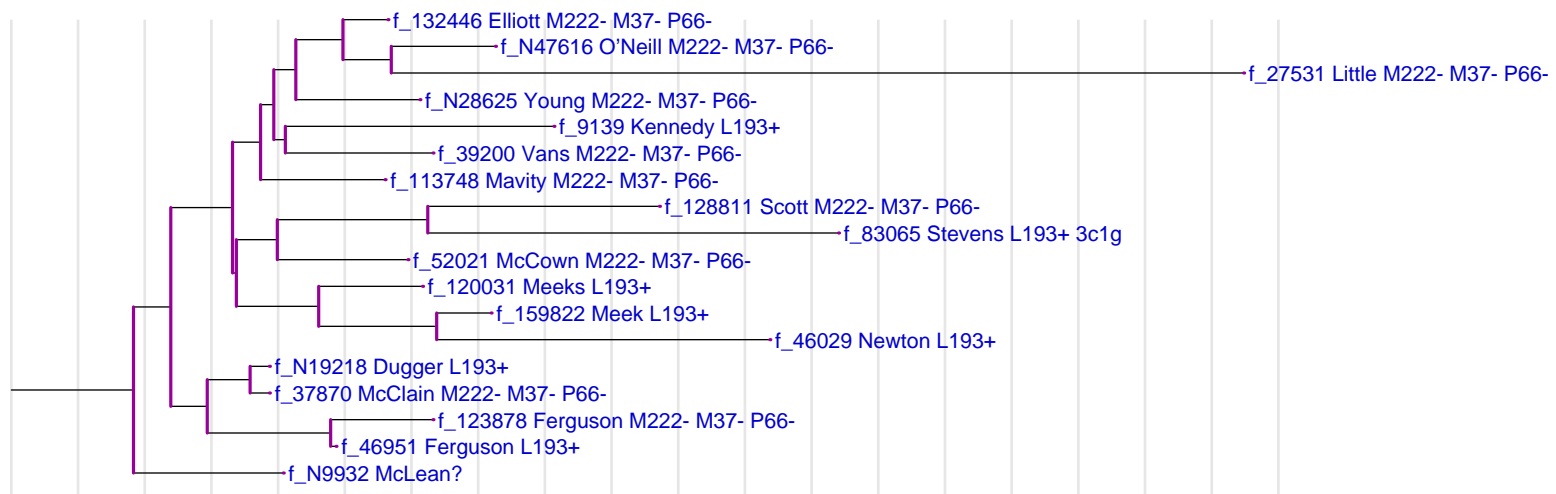 f_132446 Elliott M222- M37- P66-
f_N47616 O'Neill M222- M37- P66-
f_27531 Little M222- M37- P66-
f_N28625 Young M222- M37- P66-
f_9139 Kennedy L193+
f_39200 Vans M222- M37- P66-
f_113748 Mavity M222- M37- P66-
f_128811 Scott M222- M37- P66-
f_83065 Stevens L193+ 3c1g
f_52021 McCown M222- M37- P66-
f_120031 Meeks L193+
f_159822 Meek L193+
f_46029 Newton L193+
f_N19218 Dugger L193+
f_37870 McClain M222- M37- P66-
f_123878 Ferguson M222- M37- P66-
f_46951 Ferguson L193+
f_N9932 McLean?